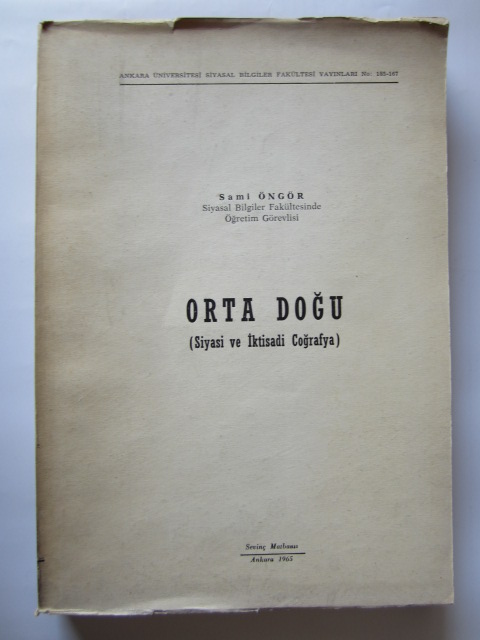 ANKARA ÜNİVERSİTESİ SİYASAL BİLGİLER FAKÜLTESİ YAYINLARI No: 185-167
Sami ÖNGÖR
Siyasal Bilgiler Fakültesinde
Öğretim Görevlisi
ORTA DOĞU
(Siyasi ve İktisadi Coğrafya)
Sevinç Matbaası
Ankara 1965